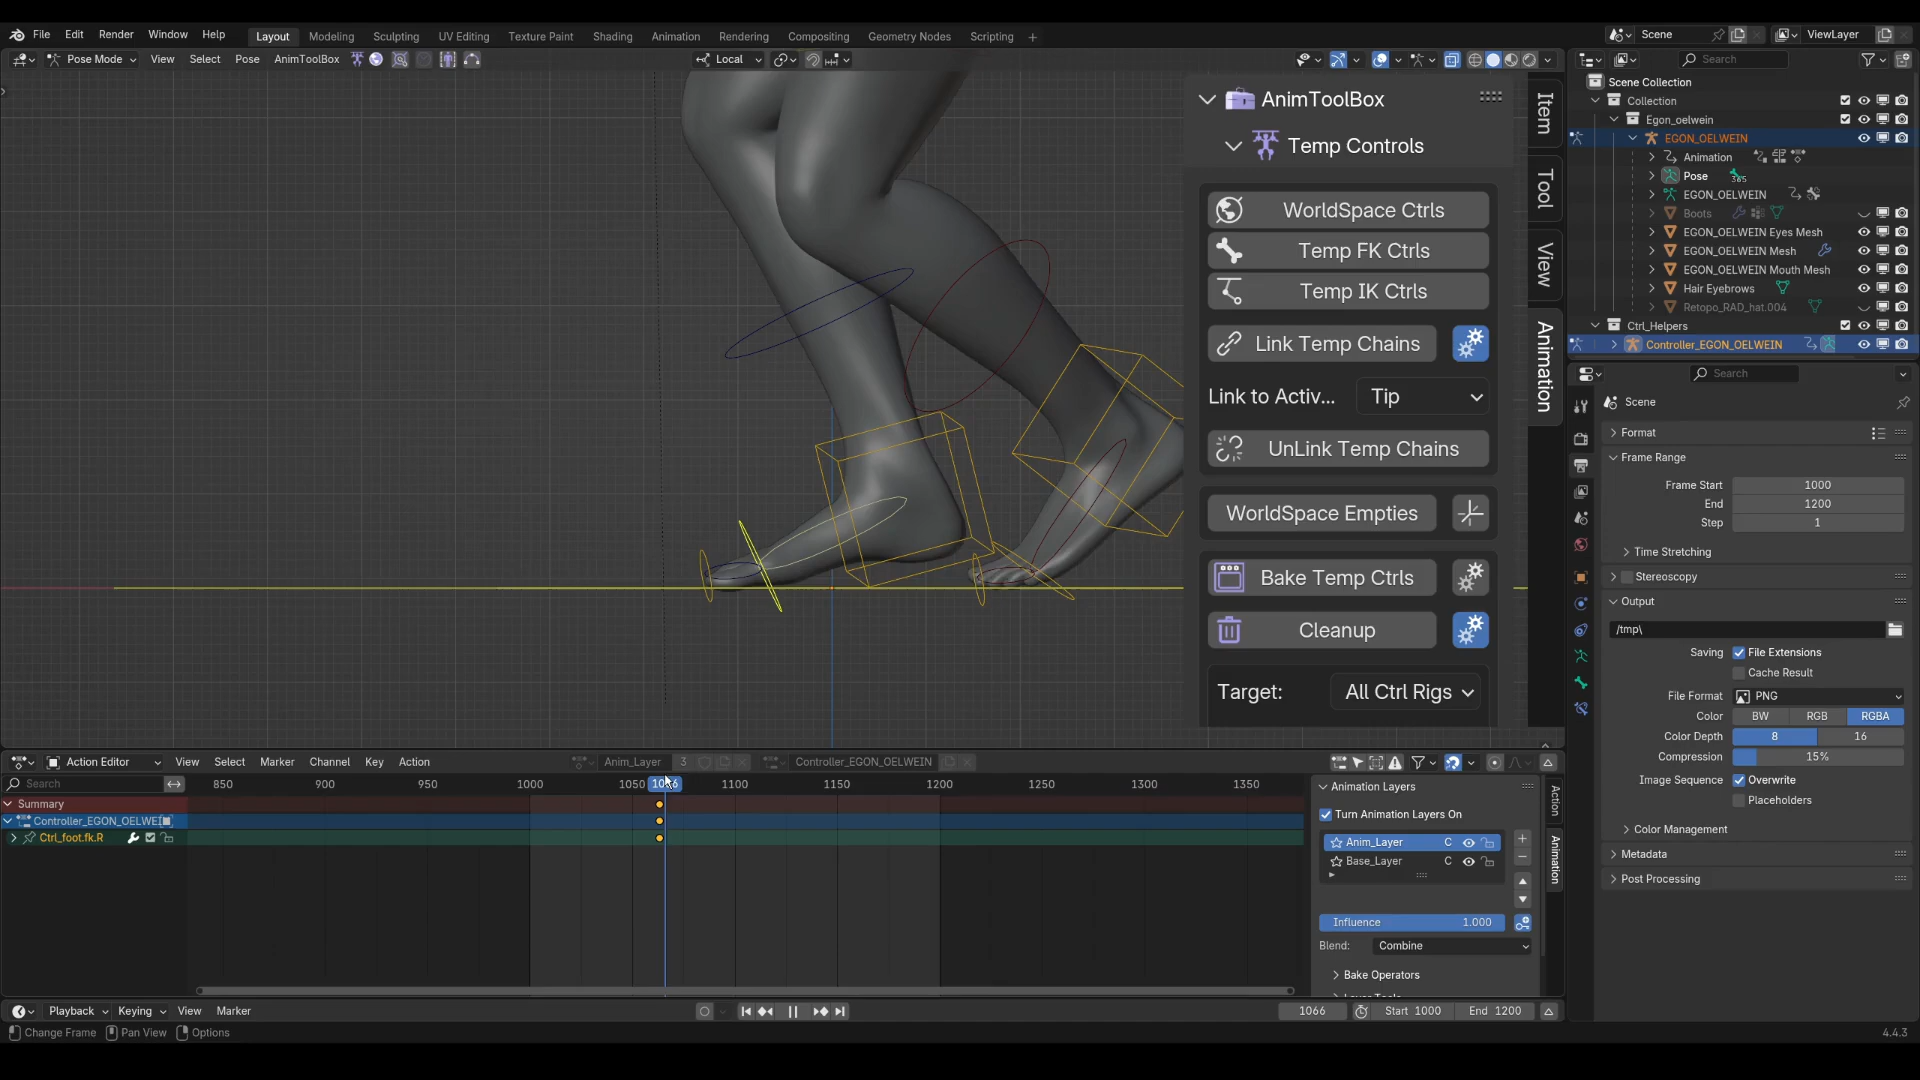 File Edit Render Window Help Layout Modeling Sculpting UV Editing Texture Paint Shading Animation Rendering Compositing Geometry Nodes Scripting + Scene ViewLayer
Pose Mode View Select Pose AnimToolBox Local Search
AnimToolBox
Temp Controls
WorldSpace Ctrls
Temp FK Ctrls
Temp IK Ctrls
Link Temp Chains
Link to Activ... Tip
UnLink Temp Chains
WorldSpace Empties
Bake Temp Ctrls
Cleanup
Target: All Ctrl Rigs
Item
Tool
View
Animation
Scene Collection
Collection
Egon_oelwein
EGON_OELWEIN
Animation
Pose 365
EGON_OELWEIN
Boots
EGON_OELWEIN Eyes Mesh
EGON_OELWEIN Mesh
EGON_OELWEIN Mouth Mesh
Hair Eyebrows
Retopo_RAD_hat.004
Ctrl_Helpers
Controller_EGON_OELWEIN
Search
Scene
Format
Frame Range
Frame Start 1000
End 1200
Step 1
Time Stretching
Stereoscopy
Output
/tmp\
Saving File Extensions
Cache Result
File Format PNG
Color BW RGB RGBA
Color Depth 8 16
Compression 15%
Image Sequence Overwrite
Placeholders
Color Management
Metadata
Post Processing
Action Editor View Select Marker Channel Key Action Anim_Layer 3 Controller_EGON_OELWEIN
Search 850 900 950 1000 1050 1100 1150 1200 1250 1300 1350
Summary
Controller_EGON_OELWEI
Ctrl_foot.fk.R
Animation Layers
Turn Animation Layers On
Anim_Layer C
Base_Layer C
Influence 1.000
Blend: Combine
Bake Operators
Action
Animation
Playback Keying View Marker 1066 Start 1000 End 1200
Change Frame Pan View Options 4.4.3